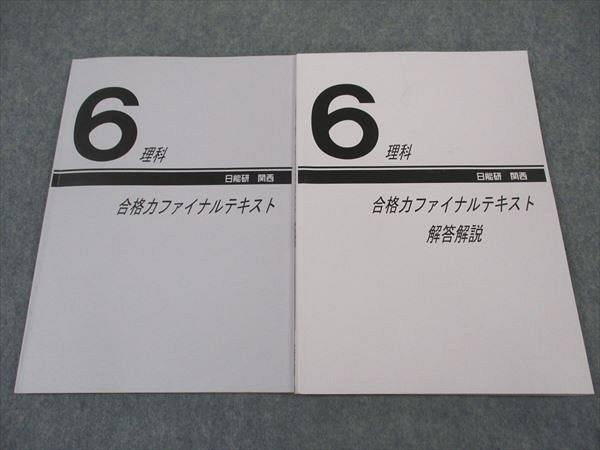 6 理科
日能研 関西
合格力ファイナルテキスト
6 理科
日能研 関西
合格力ファイナルテキスト
解答解説